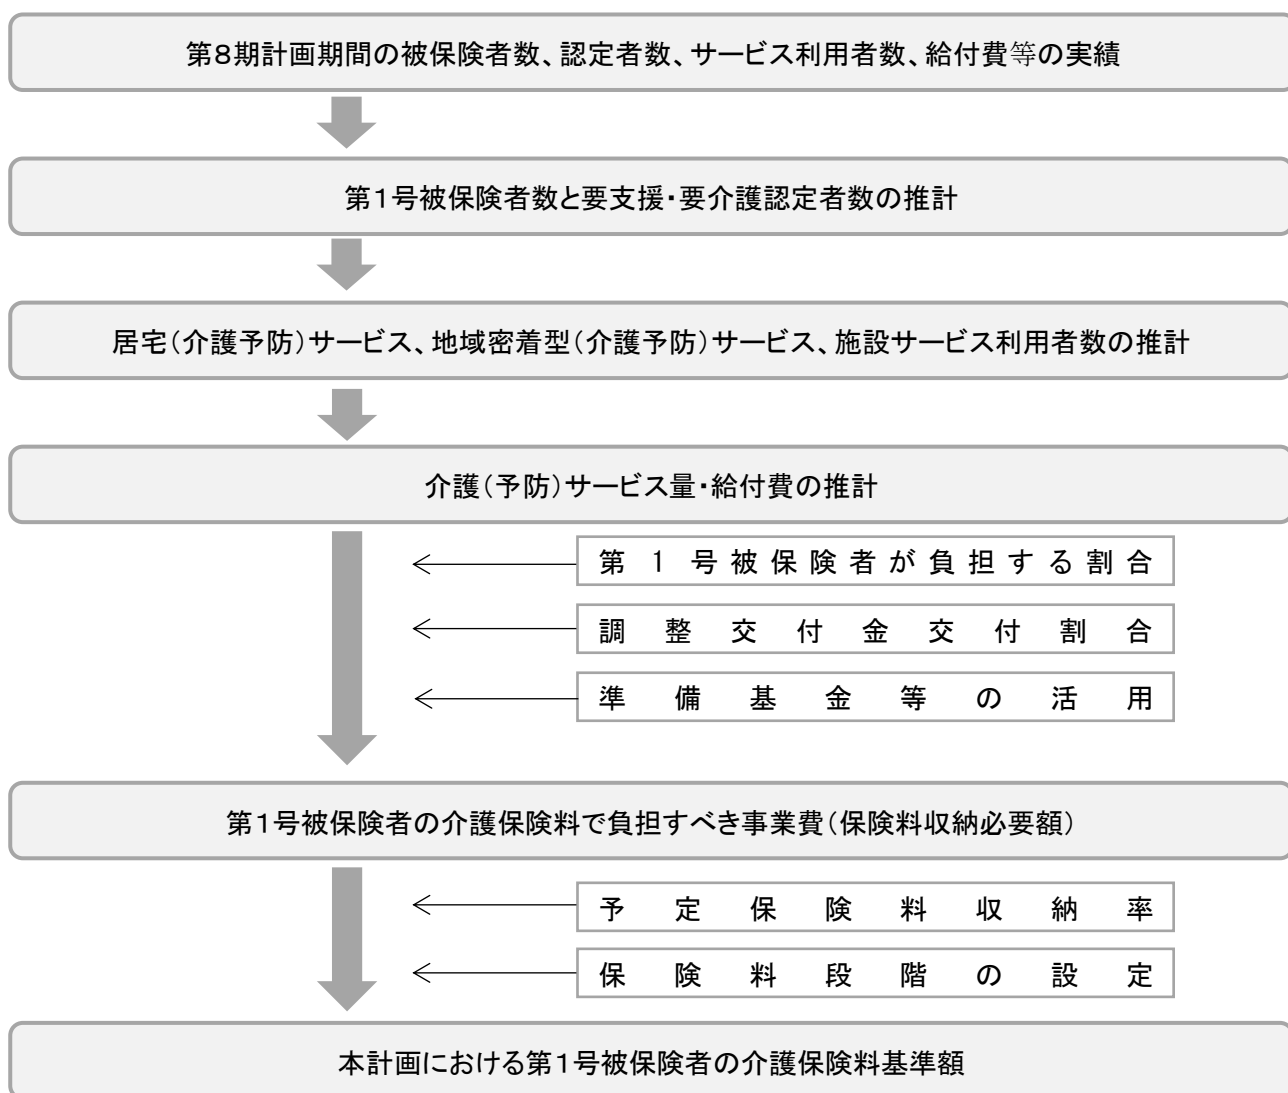 第8期計画期間の被保険者数、認定者数、サービス利用者数、給付費等の実績
第1号被保険者数と要支援・要介護認定者数の推計
居宅（介護予防）サービス、地域密着型（介護予防）サービス、施設サービス利用者数の推計
介護（予防）サービス量・給付費の推計
第1号被保険者が負担する割合
調整交付金交付割合
準備基金等の活用
第1号被保険者の介護保険料で負担すべき事業費（保険料収納必要額）
予定保険料収納率
保険料段階の設定
本計画における第1号被保険者の介護保険料基準額